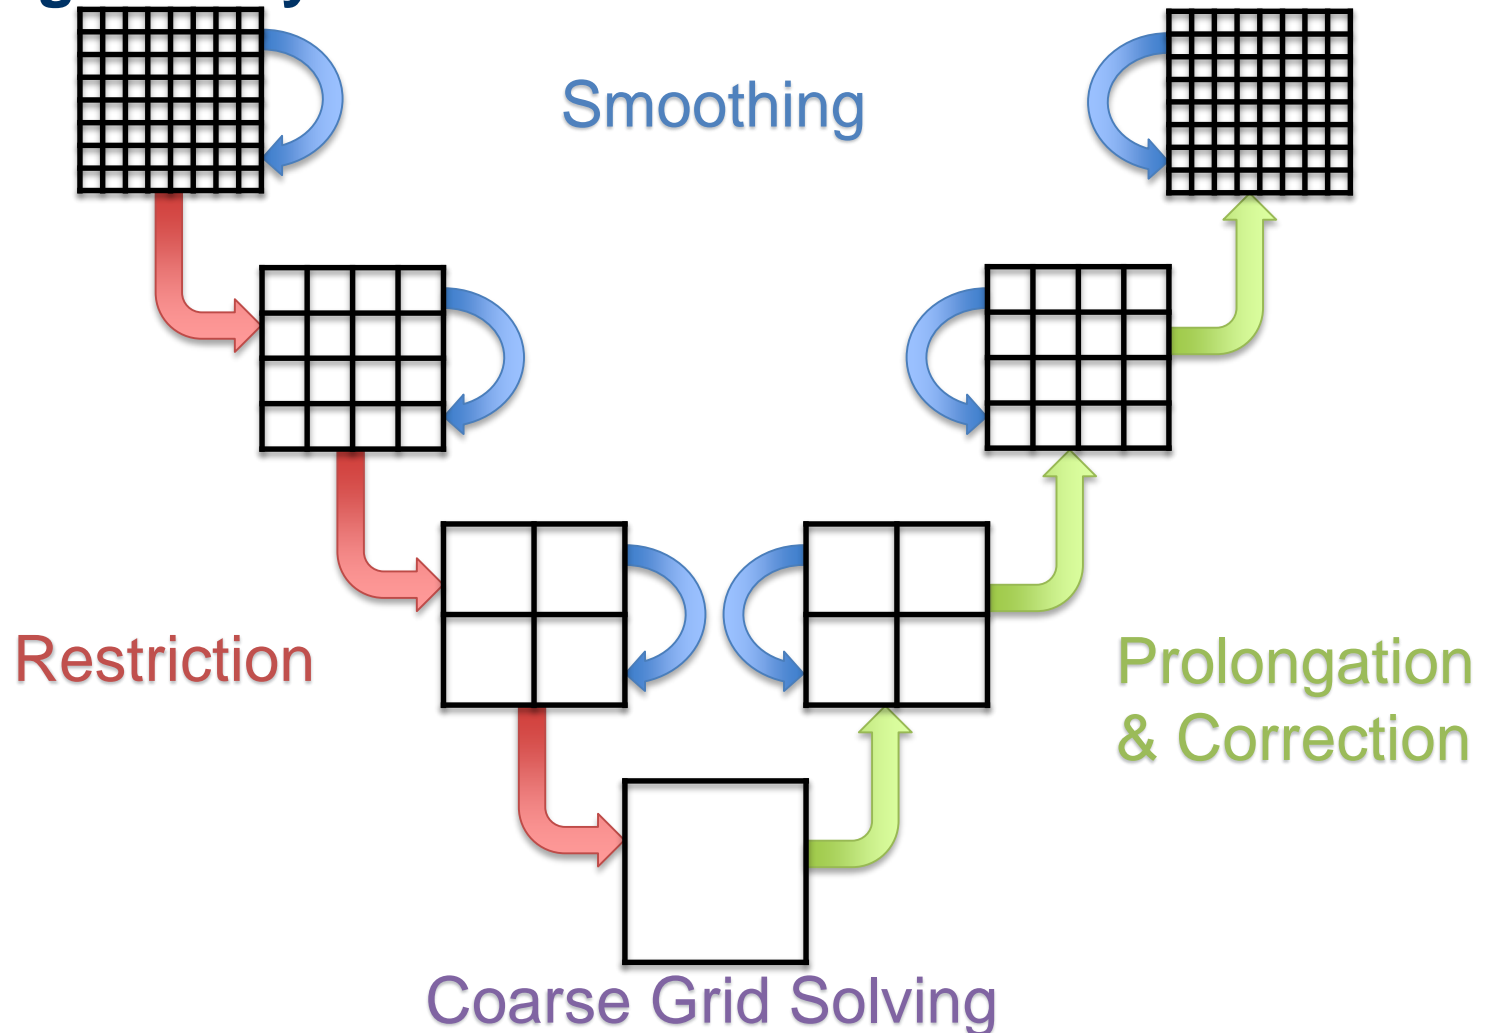 Smoothing
Restriction
Prolongation
& Correction
Coarse Grid Solving